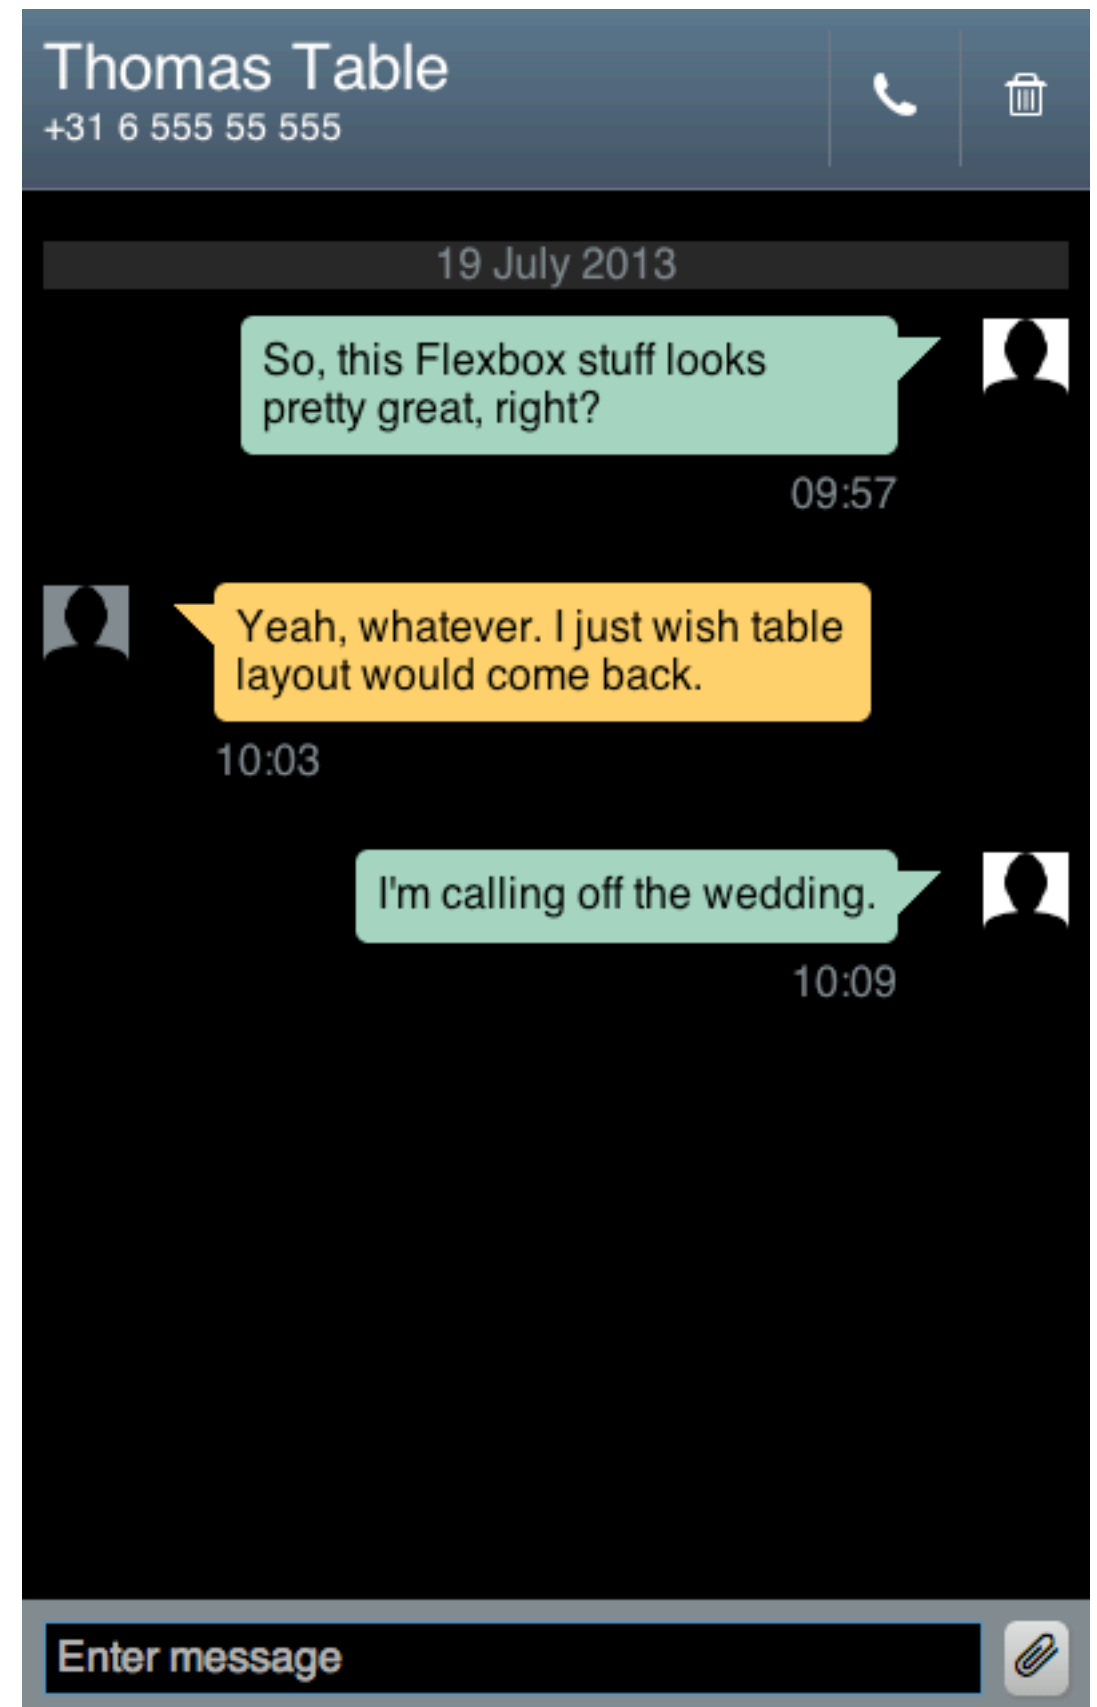 Thomas Table
+31 6 555 55 555
19 July 2013
So, this Flexbox stuff looks
pretty great, right?
09:57
Yeah, whatever. I just wish table
layout would come back.
10:03
I'm calling off the wedding.
10:09
Enter message